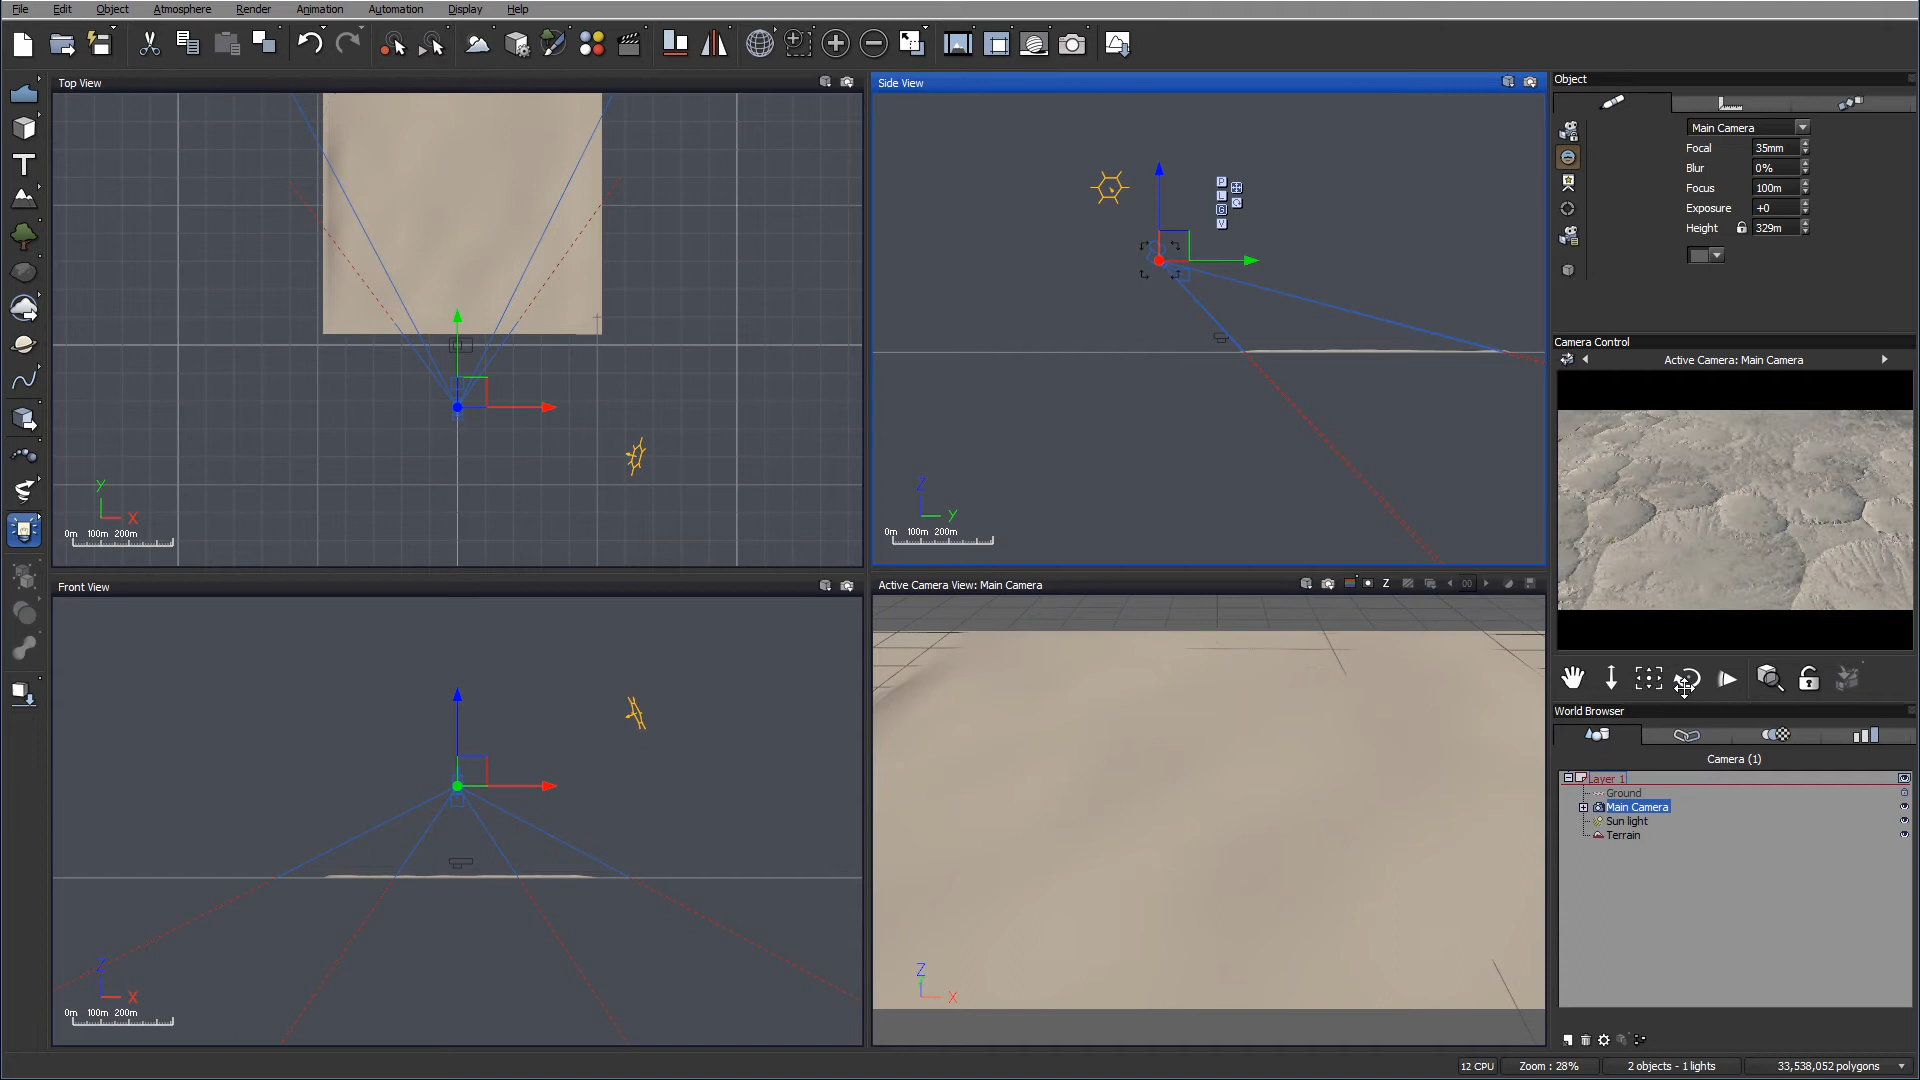 File Edit Object Atmosphere Render Animation Automation Display Help
Top View
Side View
Object
Main Camera
Focal 35mm
Blur 0%
Focus 100m
Exposure +0
Height 329m
P
L
G
V
Y
X
0m 100m 200m
Z
Y
0m 100m 200m
Camera Control
Active Camera: Main Camera
Front View
Active Camera View: Main Camera
Z
00
World Browser
Camera (1)
Layer 1
Ground
Main Camera
Sun light
Terrain
Z
X
0m 100m 200m
Z
X
12 CPU
Zoom : 28%
2 objects - 1 lights
33,538,052 polygons